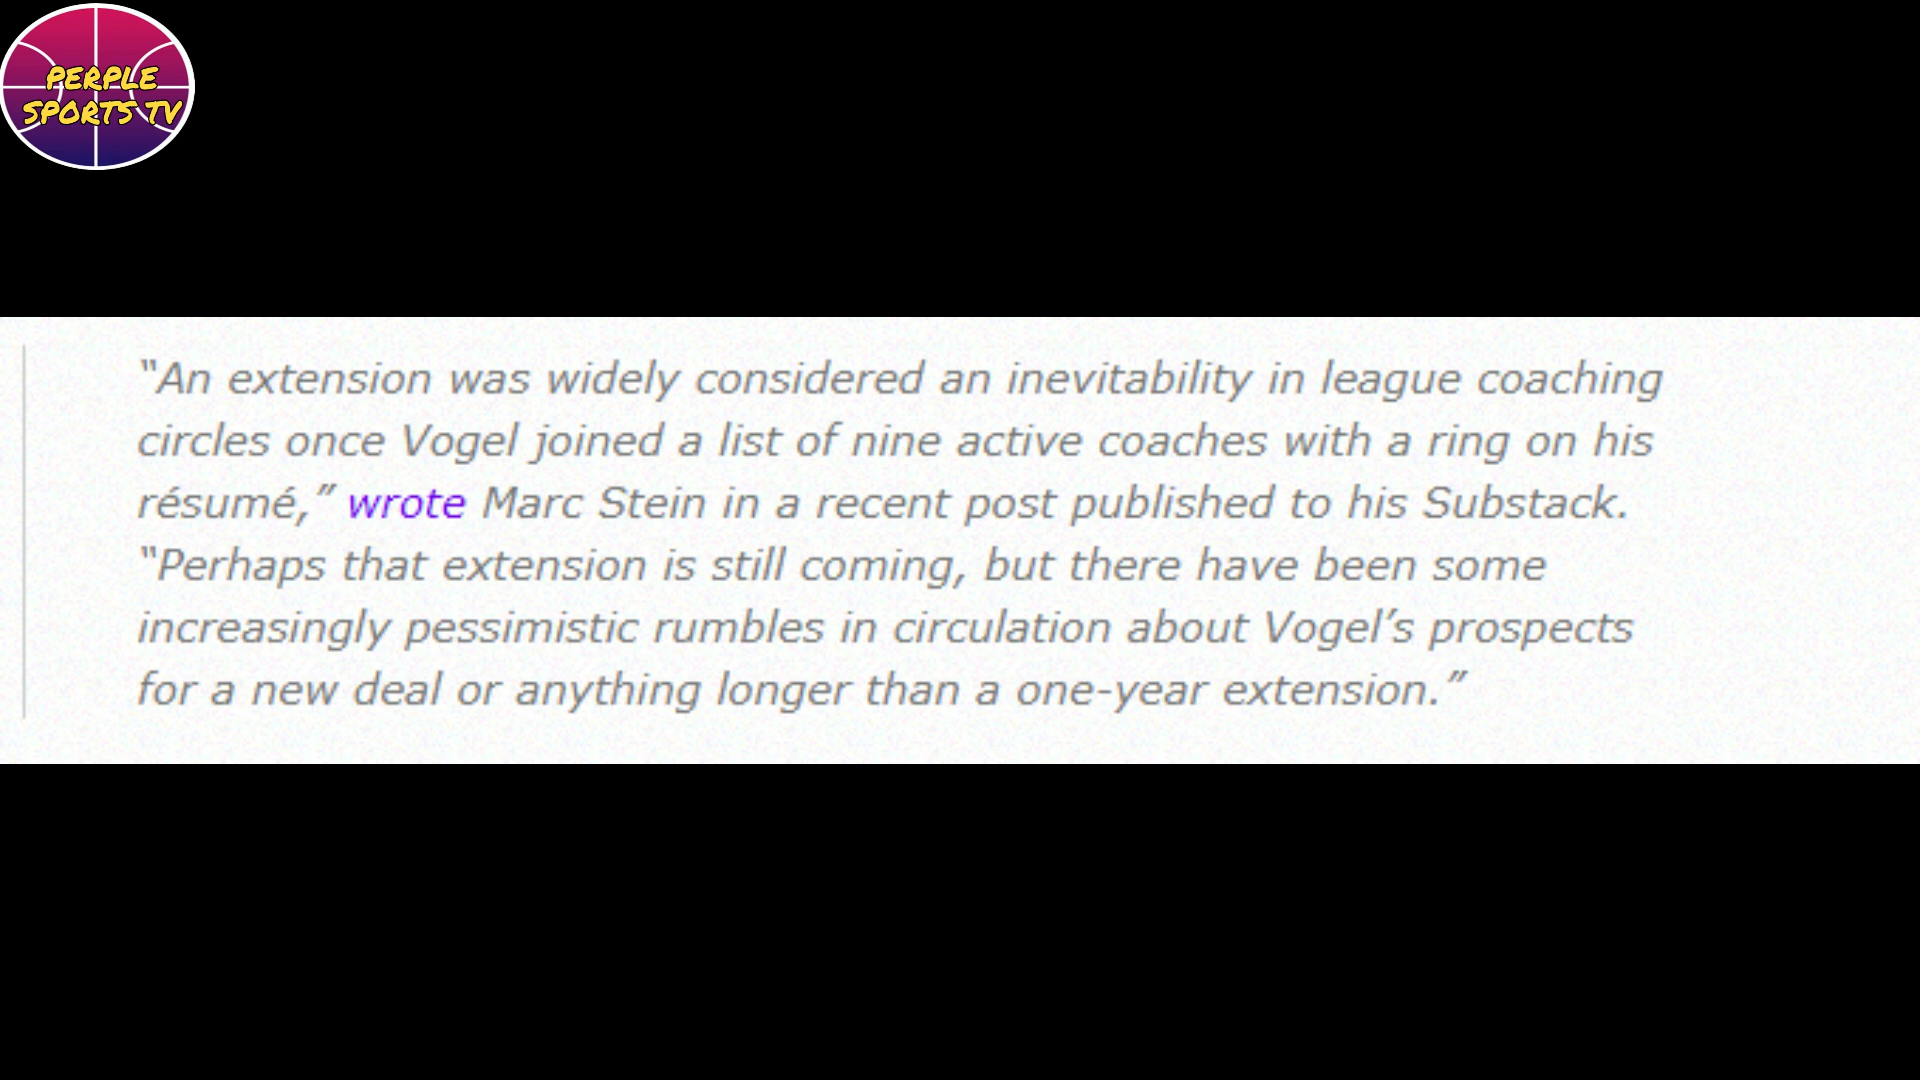 PERPLE
SPORTS TV
“An extension was widely considered an inevitability in league coaching
circles once Vogel joined a list of nine active coaches with a ring on his
résumé,” wrote Marc Stein in a recent post published to his Substack.
“Perhaps that extension is still coming, but there have been some
increasingly pessimistic rumbles in circulation about Vogel’s prospects
for a new deal or anything longer than a one-year extension.”